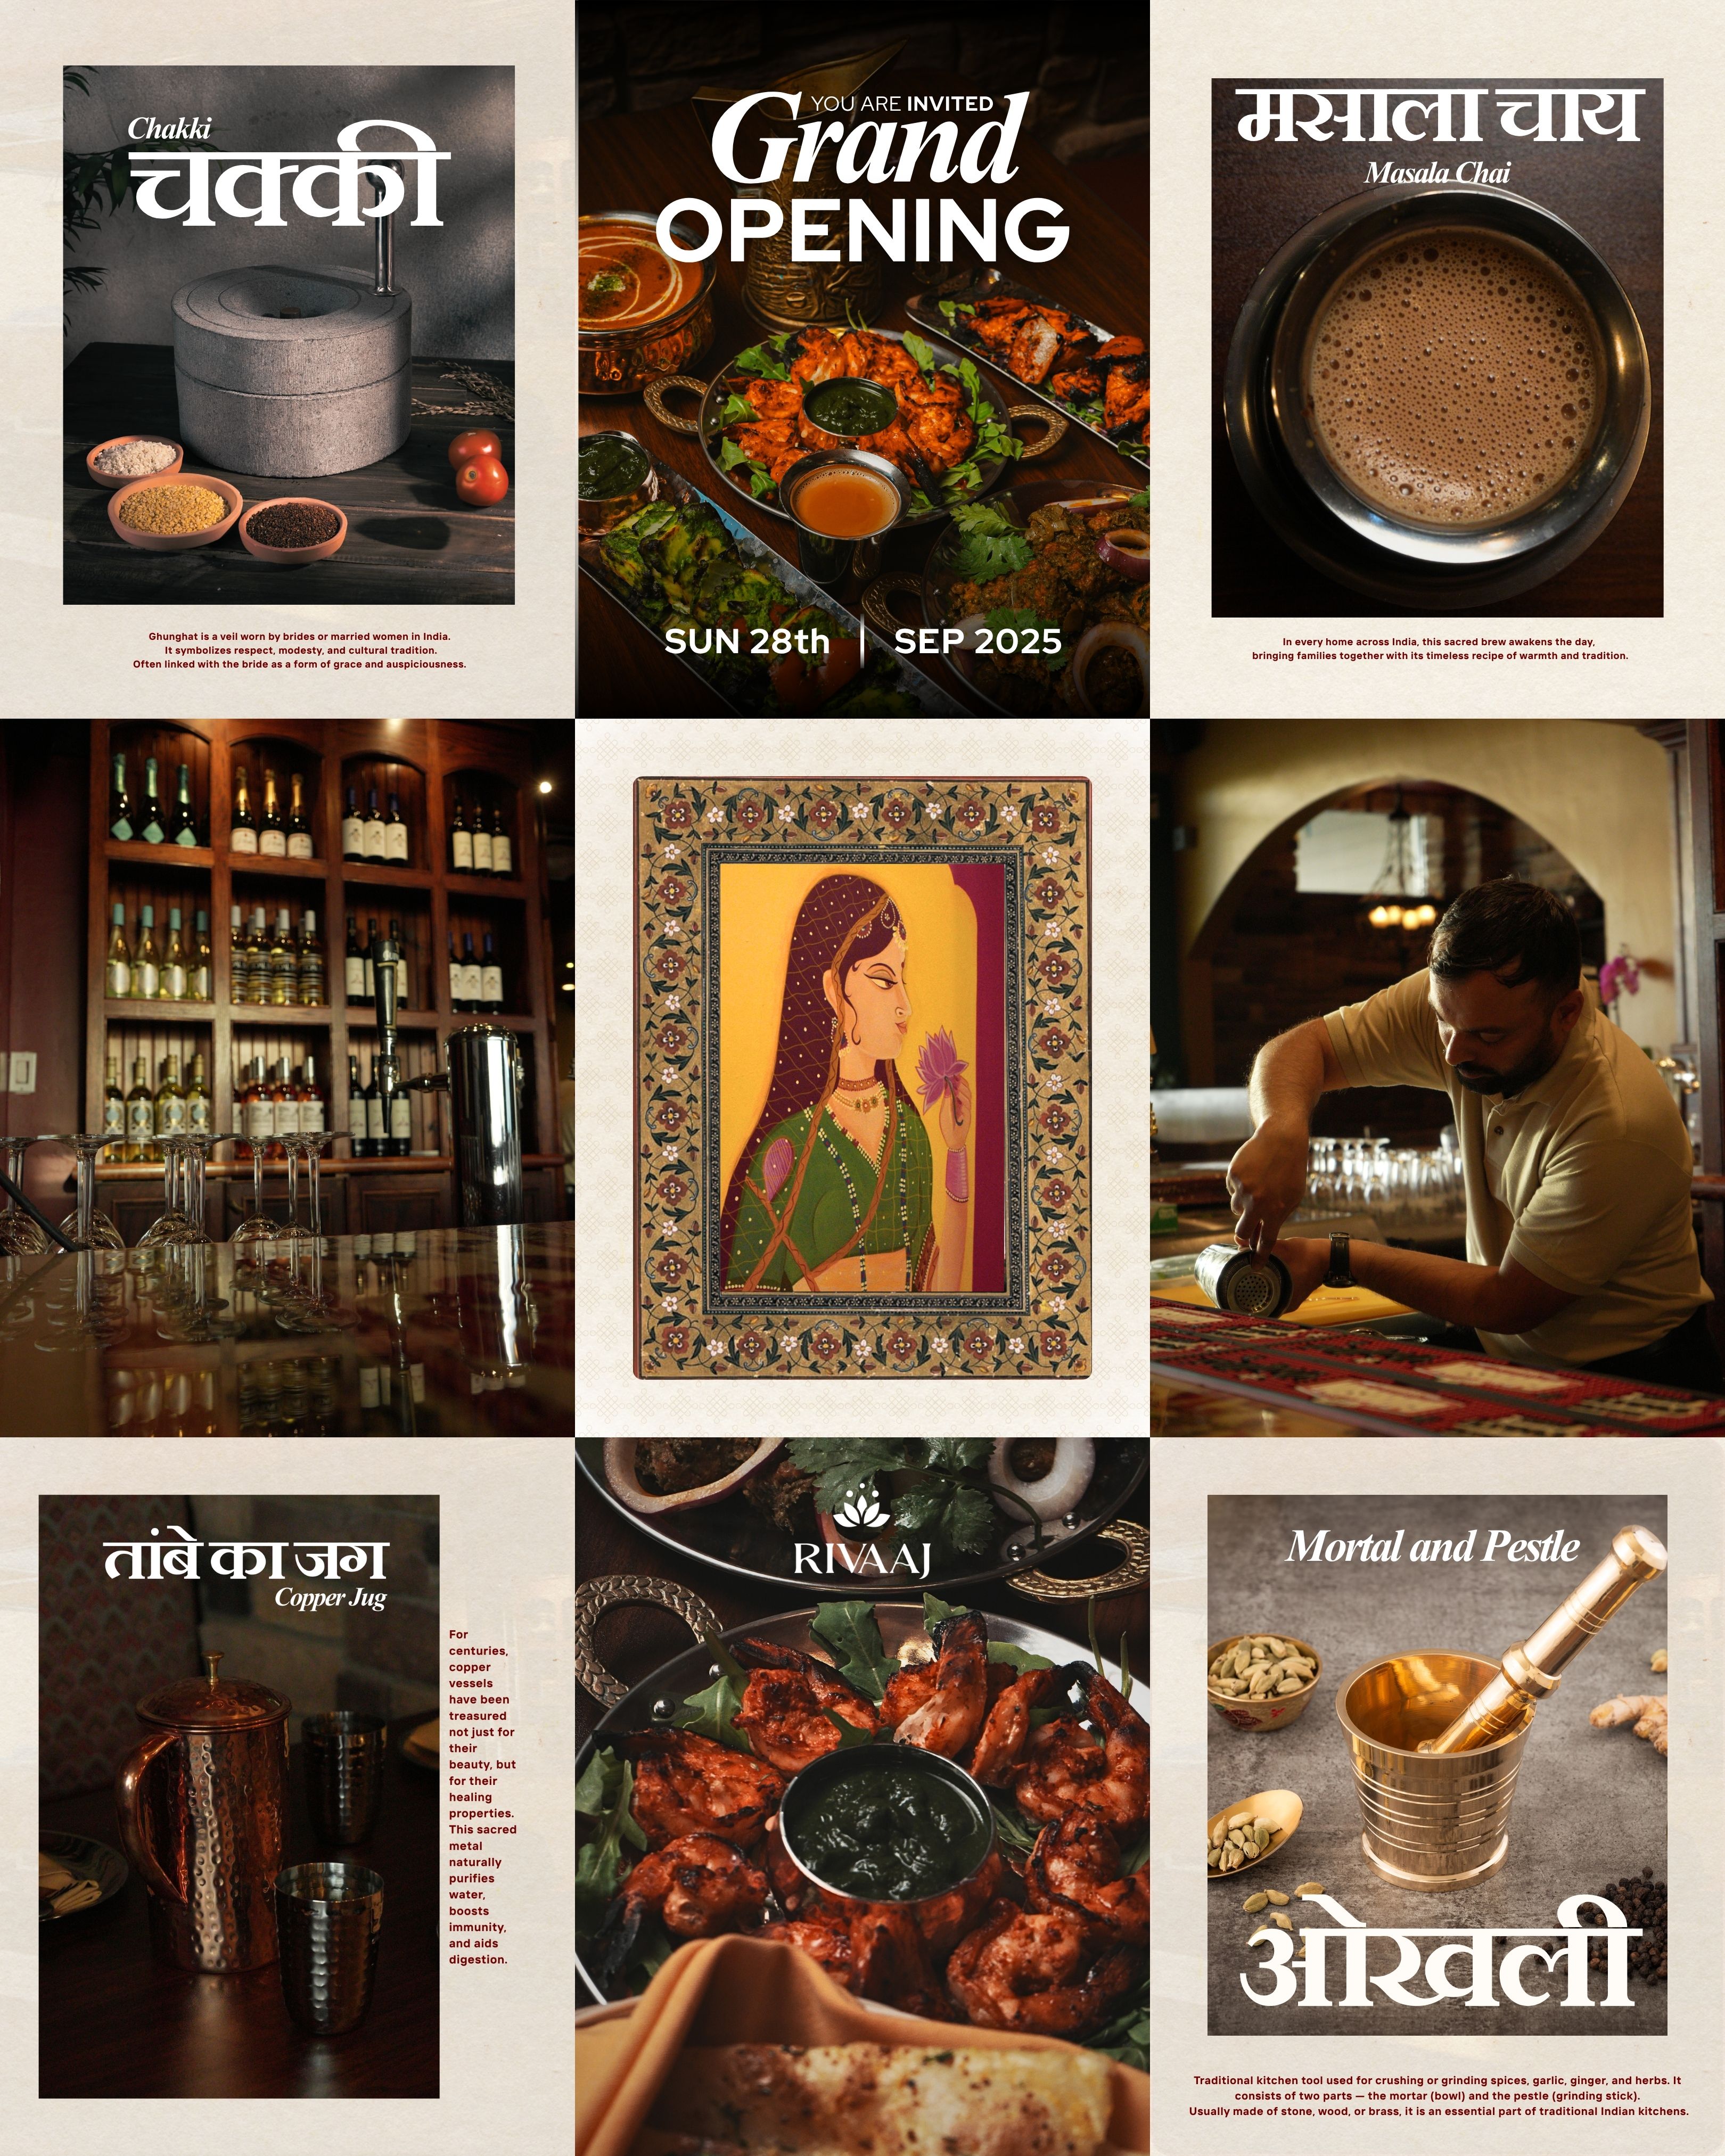 Chakki
चक्की
Ghunghat is a veil worn by brides or married women in India.
It symbolizes respect, modesty, and cultural tradition.
Often linked with the bride as a form of grace and auspiciousness.
YOU ARE INVITED
Grand
OPENING
SUN 28th | SEP 2025
मसाला चाय
Masala Chai
In every home across India, this sacred brew awakens the day,
bringing families together with its timeless recipe of warmth and tradition.
तांबे का जग
Copper Jug
For
centuries,
copper
vessels
have been
treasured
not just for
their
beauty, but
for their
healing
properties.
This sacred
metal
naturally
purifies
water,
boosts
immunity,
and aids
digestion.
RIVAAJ
Mortal and Pestle
ओखली
Traditional kitchen tool used for crushing or grinding spices, garlic, ginger, and herbs. It
consists of two parts — the mortar (bowl) and the pestle (grinding stick).
Usually made of stone, wood, or brass, it is an essential part of traditional Indian kitchens.